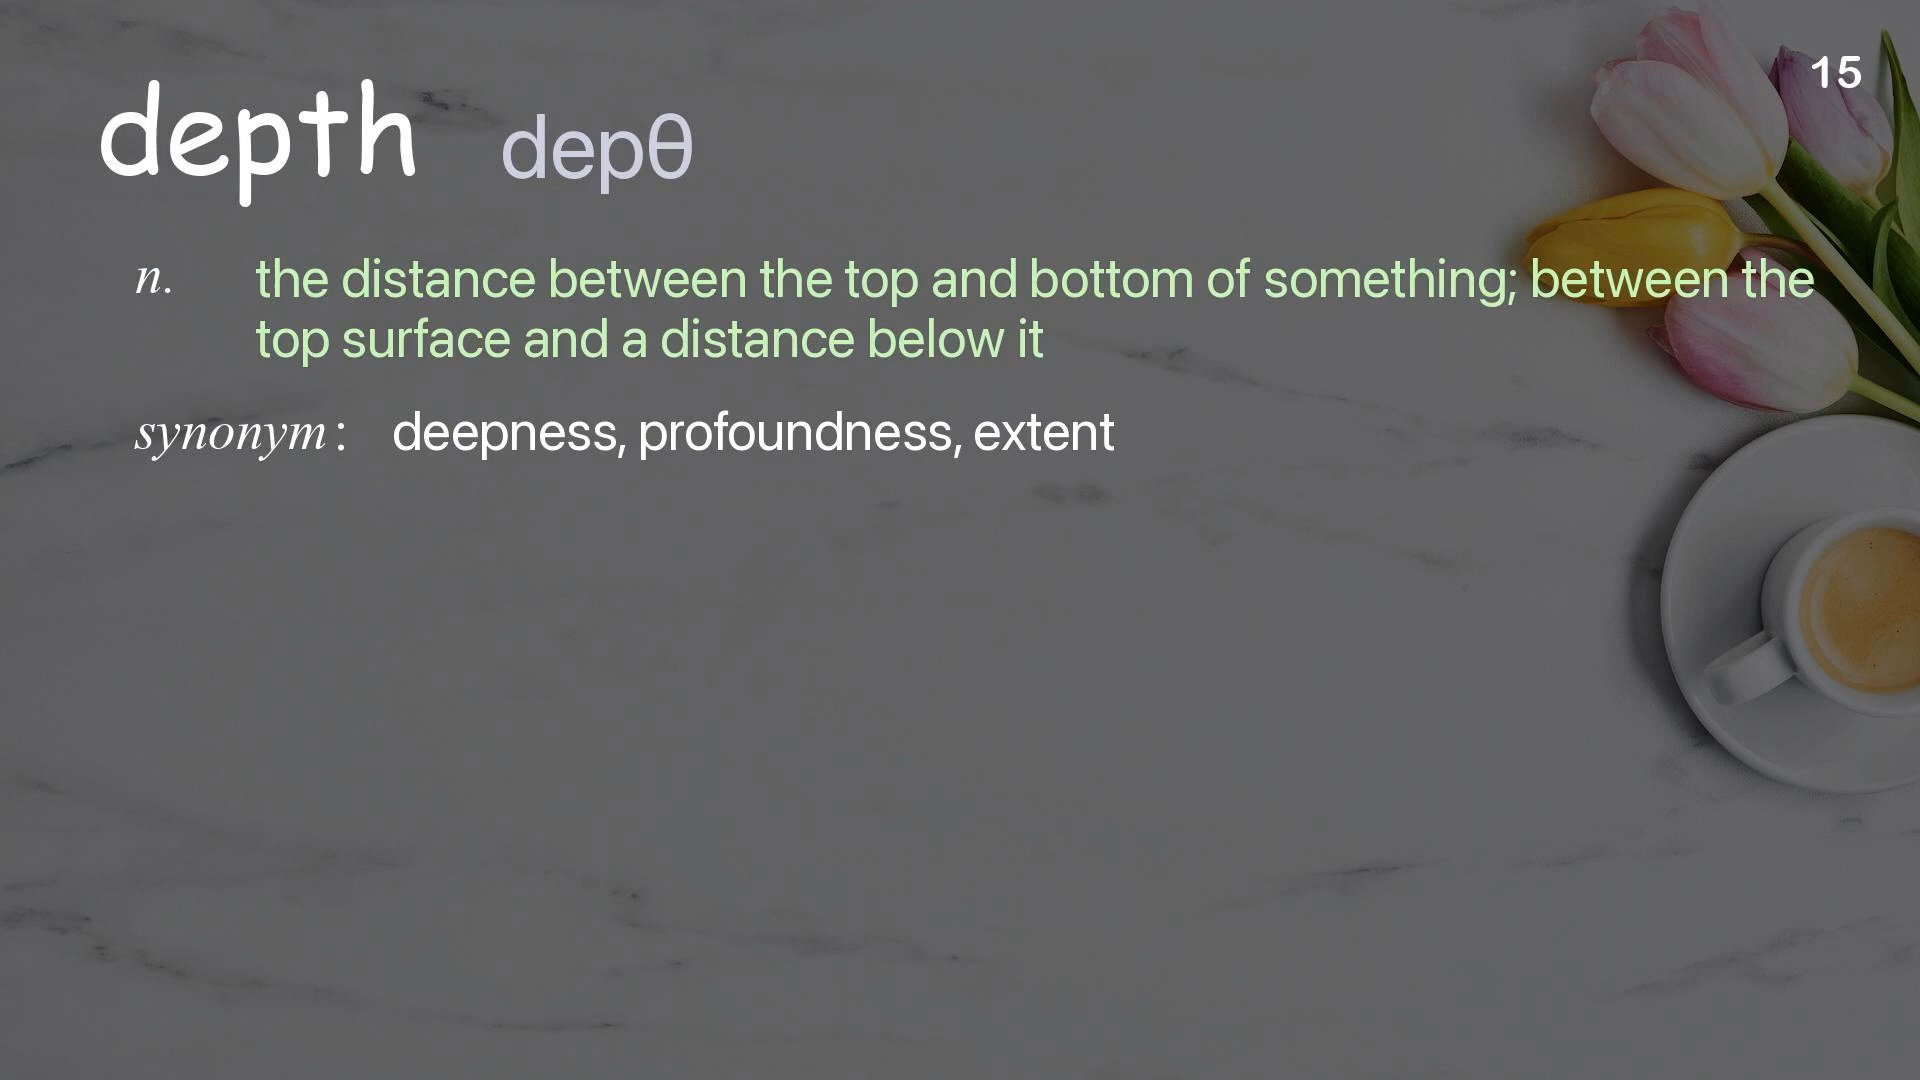 15
depth depθ
n. the distance between the top and bottom of something; between the
top surface and a distance below it
synonym: deepness, profoundness, extent